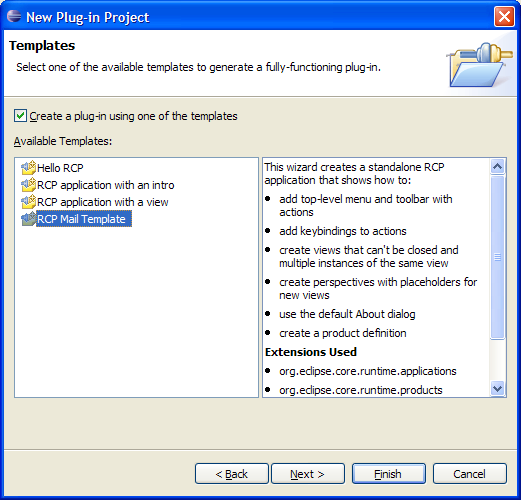 New Plug-in Project
Templates
Select one of the available templates to generate a fully-functioning plug-in.
Create a plug-in using one of the templates
Available Templates:
Hello RCP
RCP application with an intro
RCP application with a view
RCP Mail Template
This wizard creates a standalone RCP
application that shows how to:
• add top-level menu and toolbar with
actions
• add keybindings to actions
• create views that can't be closed and
multiple instances of the same view
• create perspectives with placeholders for
new views
• use the default About dialog
• create a product definition
Extensions Used
• org.eclipse.core.runtime.applications
• org.eclipse.core.runtime.products
< Back
Next >
Finish
Cancel